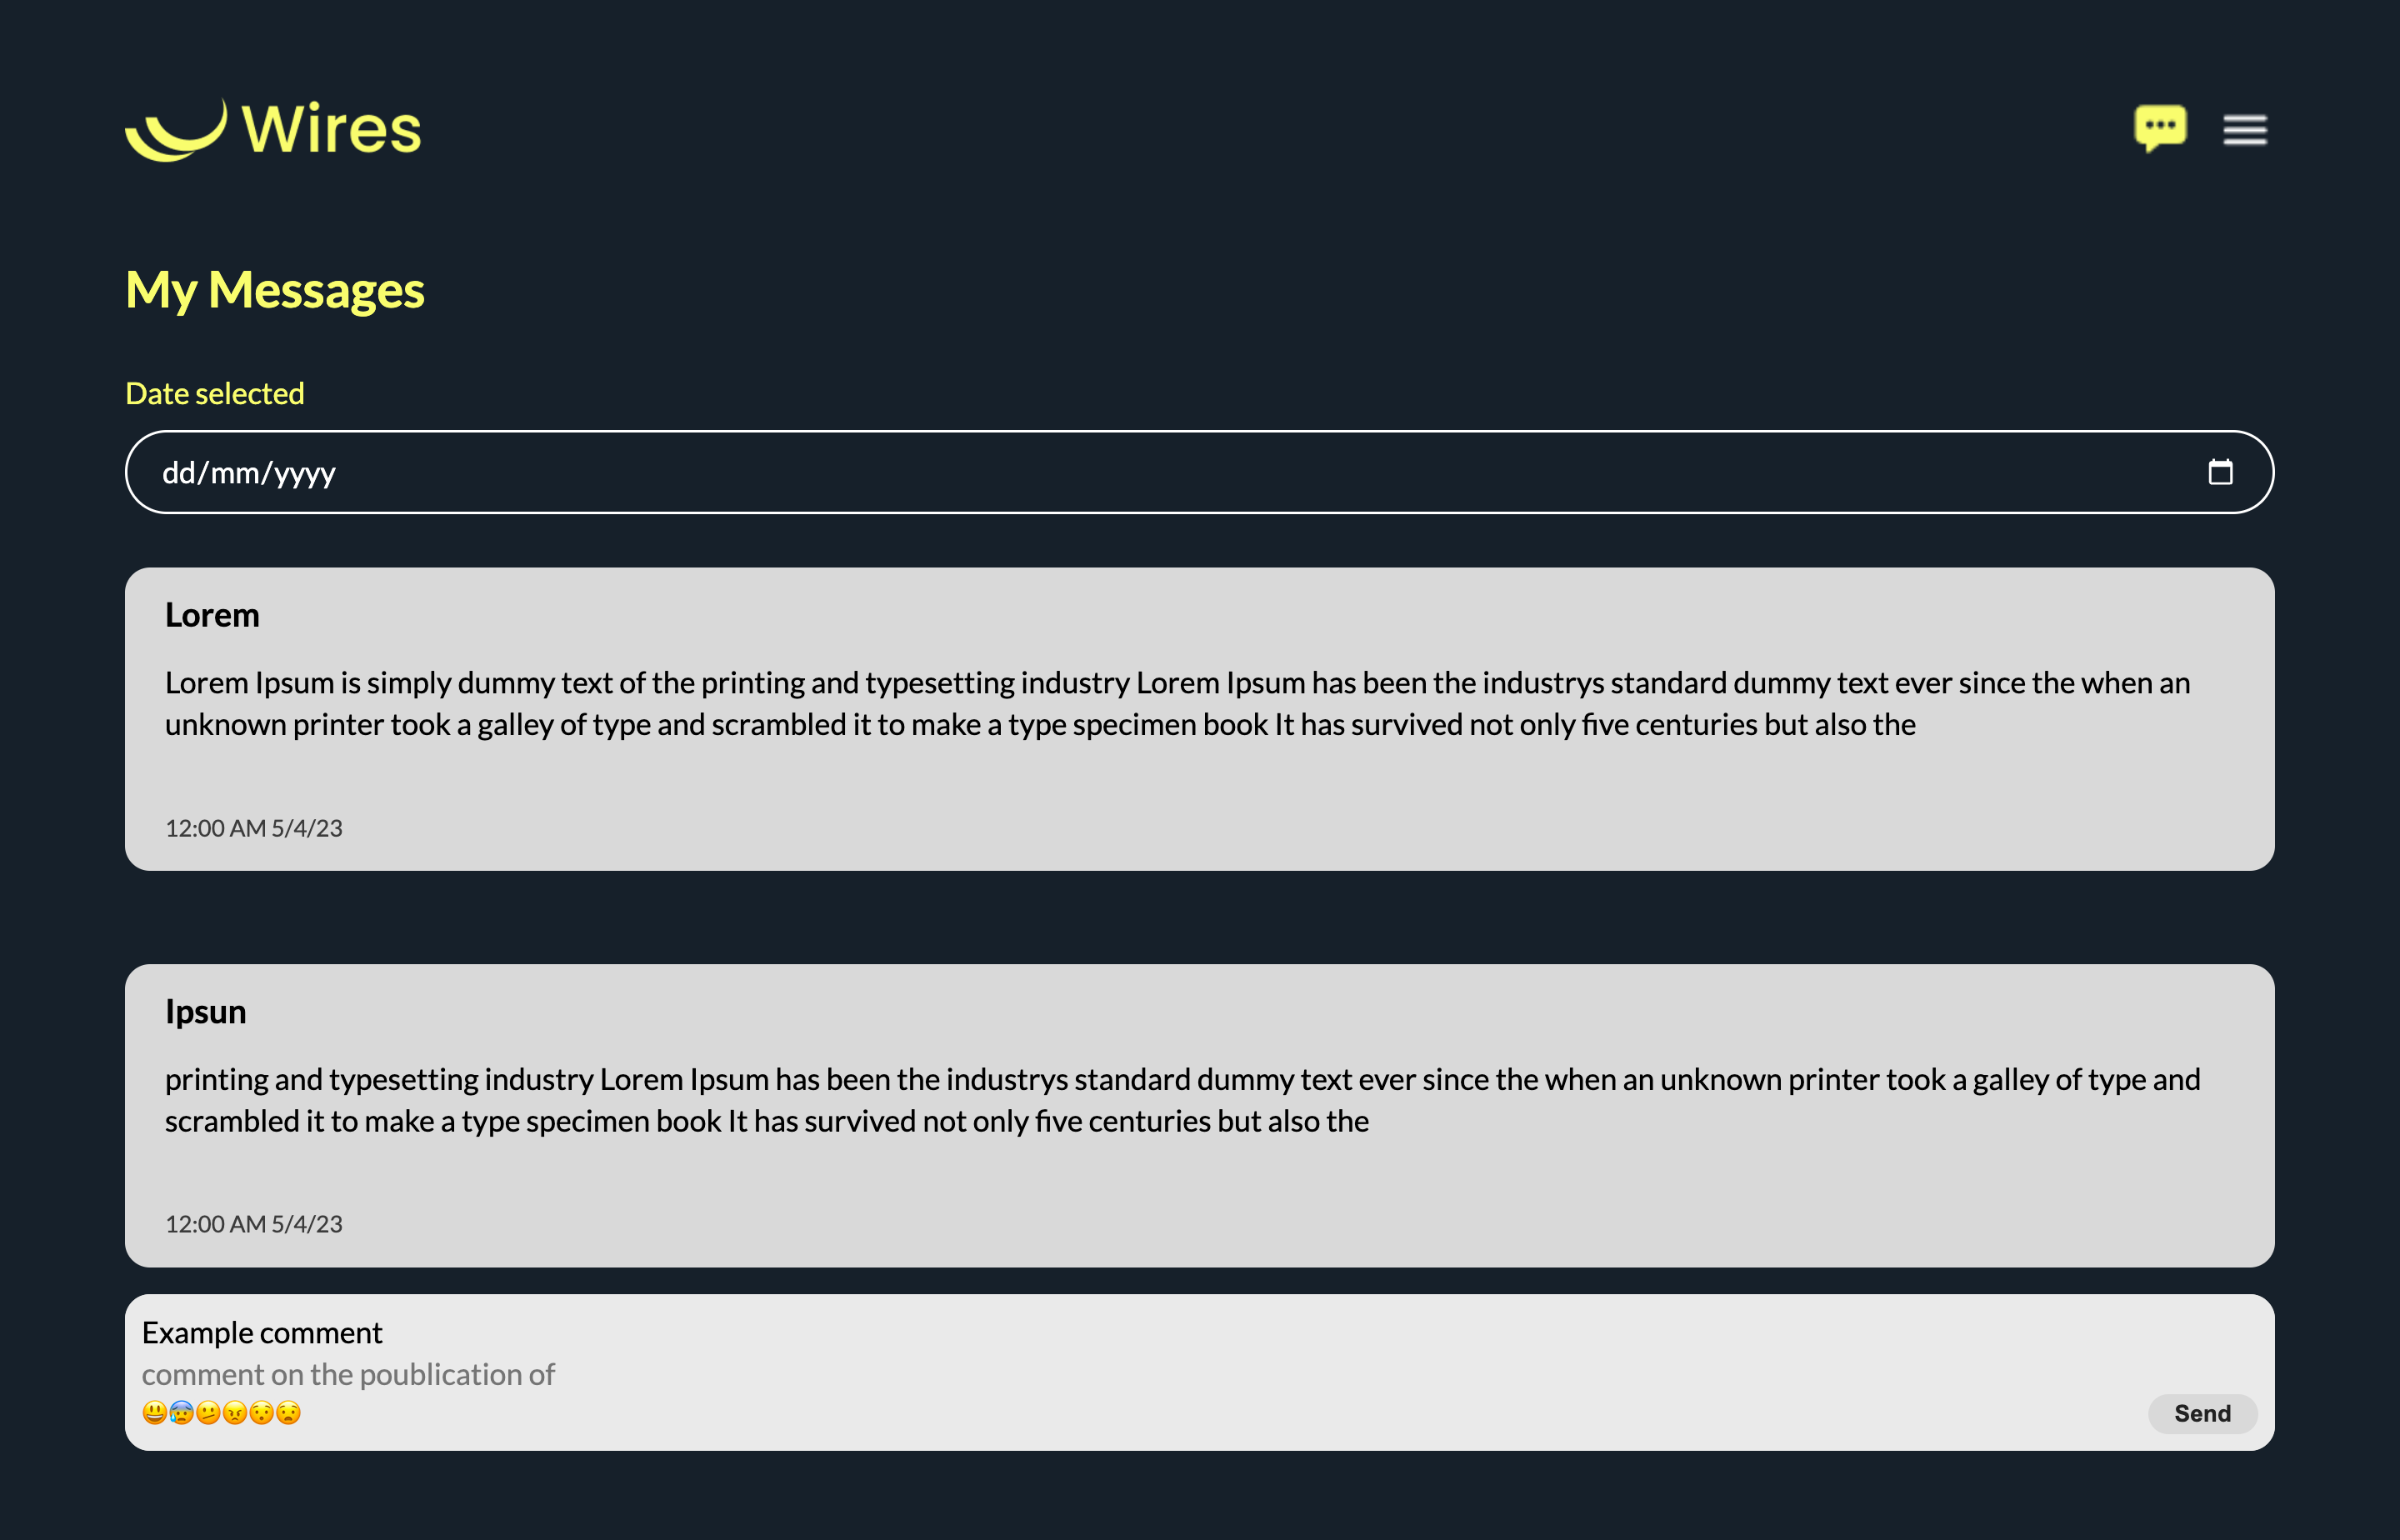 Wires
My Messages
Date selected
dd/mm/yyyy
Lorem
Lorem Ipsum is simply dummy text of the printing and typesetting industry Lorem Ipsum has been the industrys standard dummy text ever since the when an
unknown printer took a galley of type and scrambled it to make a type specimen book It has survived not only five centuries but also the
12:00 AM 5/4/23
Ipsun
printing and typesetting industry Lorem Ipsum has been the industrys standard dummy text ever since the when an unknown printer took a galley of type and
scrambled it to make a type specimen book It has survived not only five centuries but also the
12:00 AM 5/4/23
Example comment
comment on the poublication of
😃😰🫤😠😯😧
Send